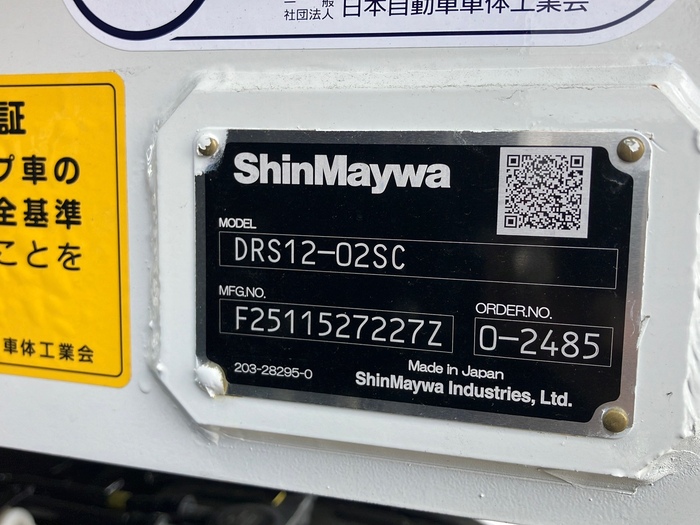 一般
社団法人 日本自動車車体工業会
証
プ車の
全基準
ことを
車体工業会
ShinMaywa
MODEL
DRS12-02SC
MFG.NO.
F2511527227Z
ORDER.NO.
0-2485
203-28295-0
Made in Japan
ShinMaywa Industries, Ltd.